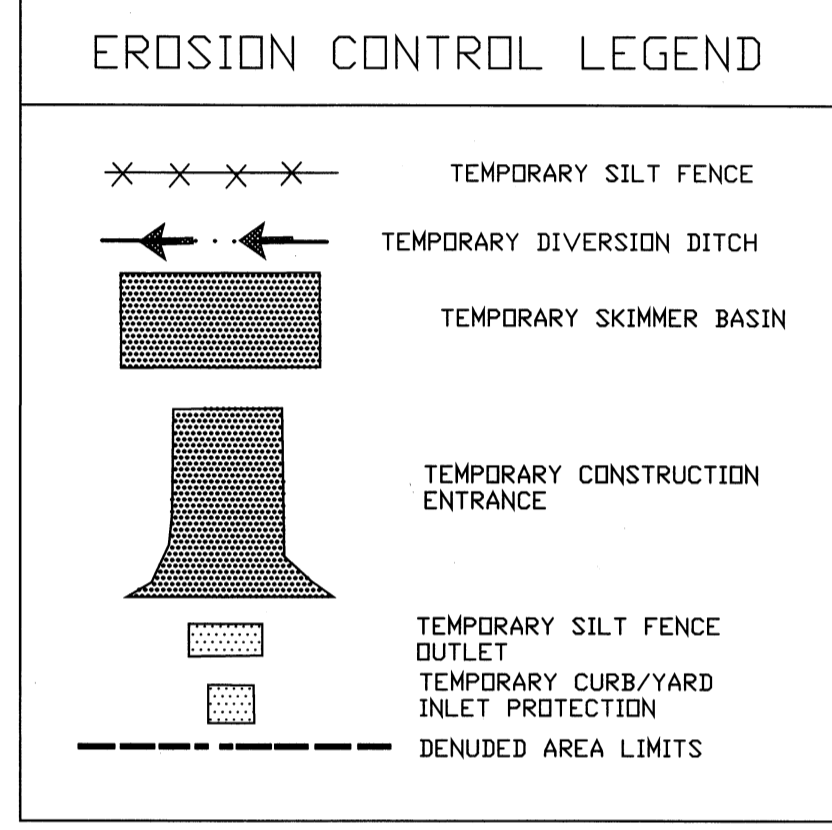 EROSION CONTROL LEGEND
TEMPORARY SILT FENCE
TEMPORARY DIVERSION DITCH
TEMPORARY SKIMMER BASIN
TEMPORARY CONSTRUCTION
ENTRANCE
TEMPORARY SILT FENCE
OUTLET
TEMPORARY CURB/YARD
INLET PROTECTION
DENUDED AREA LIMITS